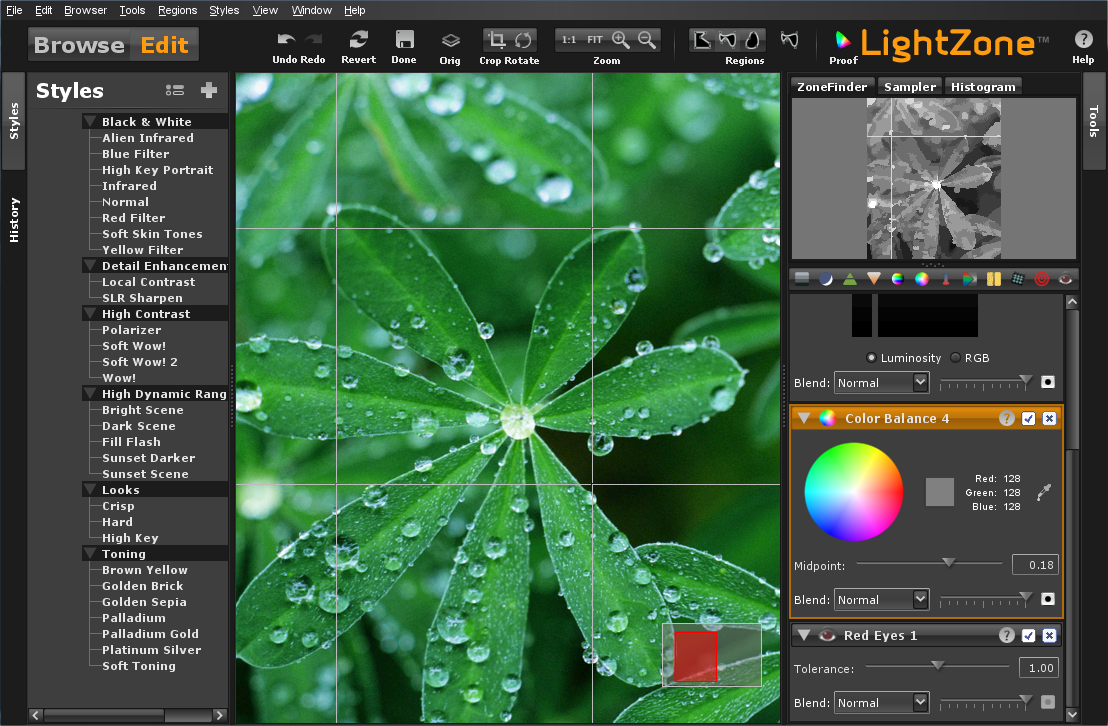 File Edit Browser Tools Regions Styles View Window Help
Browse Edit
Undo Redo Revert Done Orig Crop Rotate 1:1 FIT Zoom Regions Proof LightZone™ ? Help
Styles
History
Styles
Black & White
Alien Infrared
Blue Filter
High Key Portrait
Infrared
Normal
Red Filter
Soft Skin Tones
Yellow Filter
Detail Enhancemen
Local Contrast
SLR Sharpen
High Contrast
Polarizer
Soft Wow!
Soft Wow! 2
Wow!
High Dynamic Rang
Bright Scene
Dark Scene
Fill Flash
Sunset Darker
Sunset Scene
Looks
Crisp
Hard
High Key
Toning
Brown Yellow
Golden Brick
Golden Sepia
Palladium
Palladium Gold
Platinum Silver
Soft Toning
ZoneFinder Sampler Histogram
Tools
Luminosity RGB
Blend: Normal
Color Balance 4 ?
Red: 128
Green: 128
Blue: 128
Midpoint: 0.18
Blend: Normal
Red Eyes 1 ?
Tolerance: 1.00
Blend: Normal